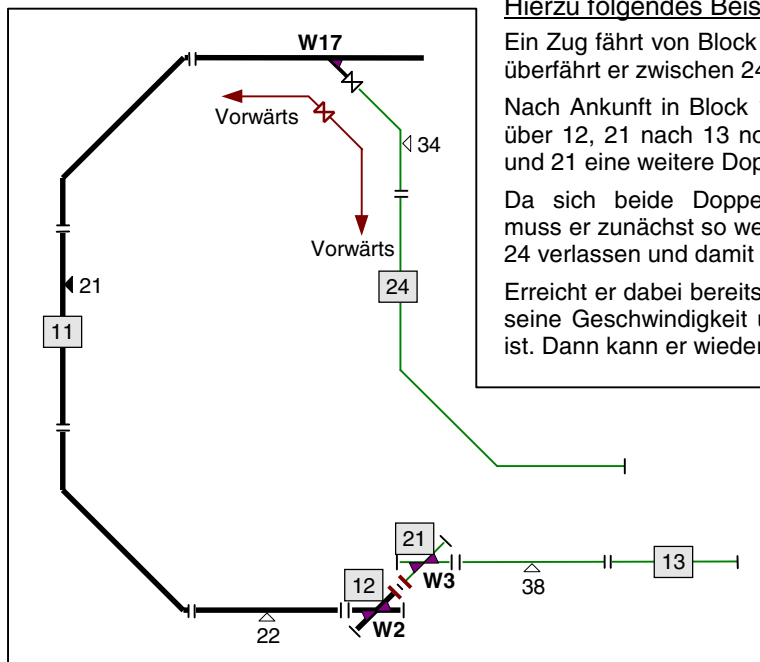 Hierzu folgendes Beis
Ein Zug fährt von Block
überfährt er zwischen 24
Nach Ankunft in Block
über 12, 21 nach 13 no
und 21 eine weitere Dop
Da sich beide Doppe
muss er zunächst so we
24 verlassen und damit
Erreicht er dabei bereits
seine Geschwindigkeit u
ist. Dann kann er wieder
W17
Vorwärts
34
Vorwärts
21
24
11
21
13
12
W3
38
W2
22